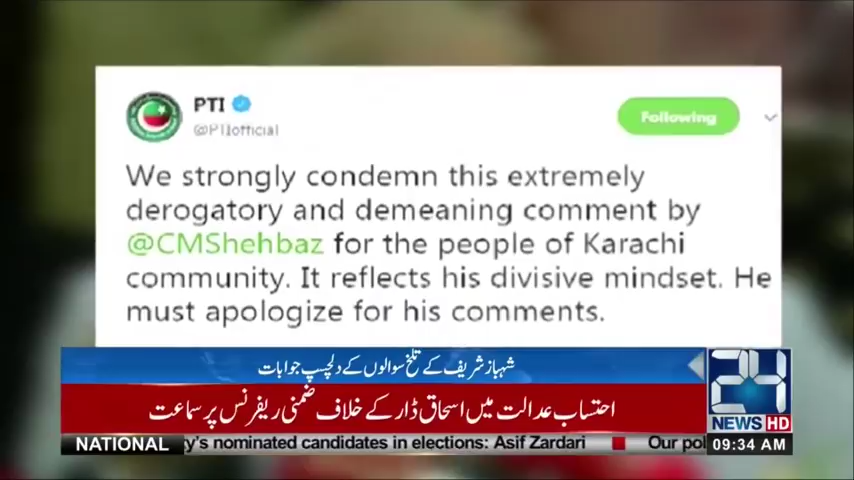 PTI
@PTIofficial
Following
We strongly condemn this extremely
derogatory and demeaning comment by
@CMShehbaz for the people of Karachi
community. It reflects his divisive mindset. He
must apologize for his comments.
شہباز شریف کے تلخ سوالوں کے دلچسپ جوابات
احتساب عدالت میں اسحاق ڈار کے خلاف ضمنی ریفرنس پر سماعت
24
NEWS HD
NATIONAL
y's nominated candidates in elections: Asif Zardari
Our pol
09:34 AM